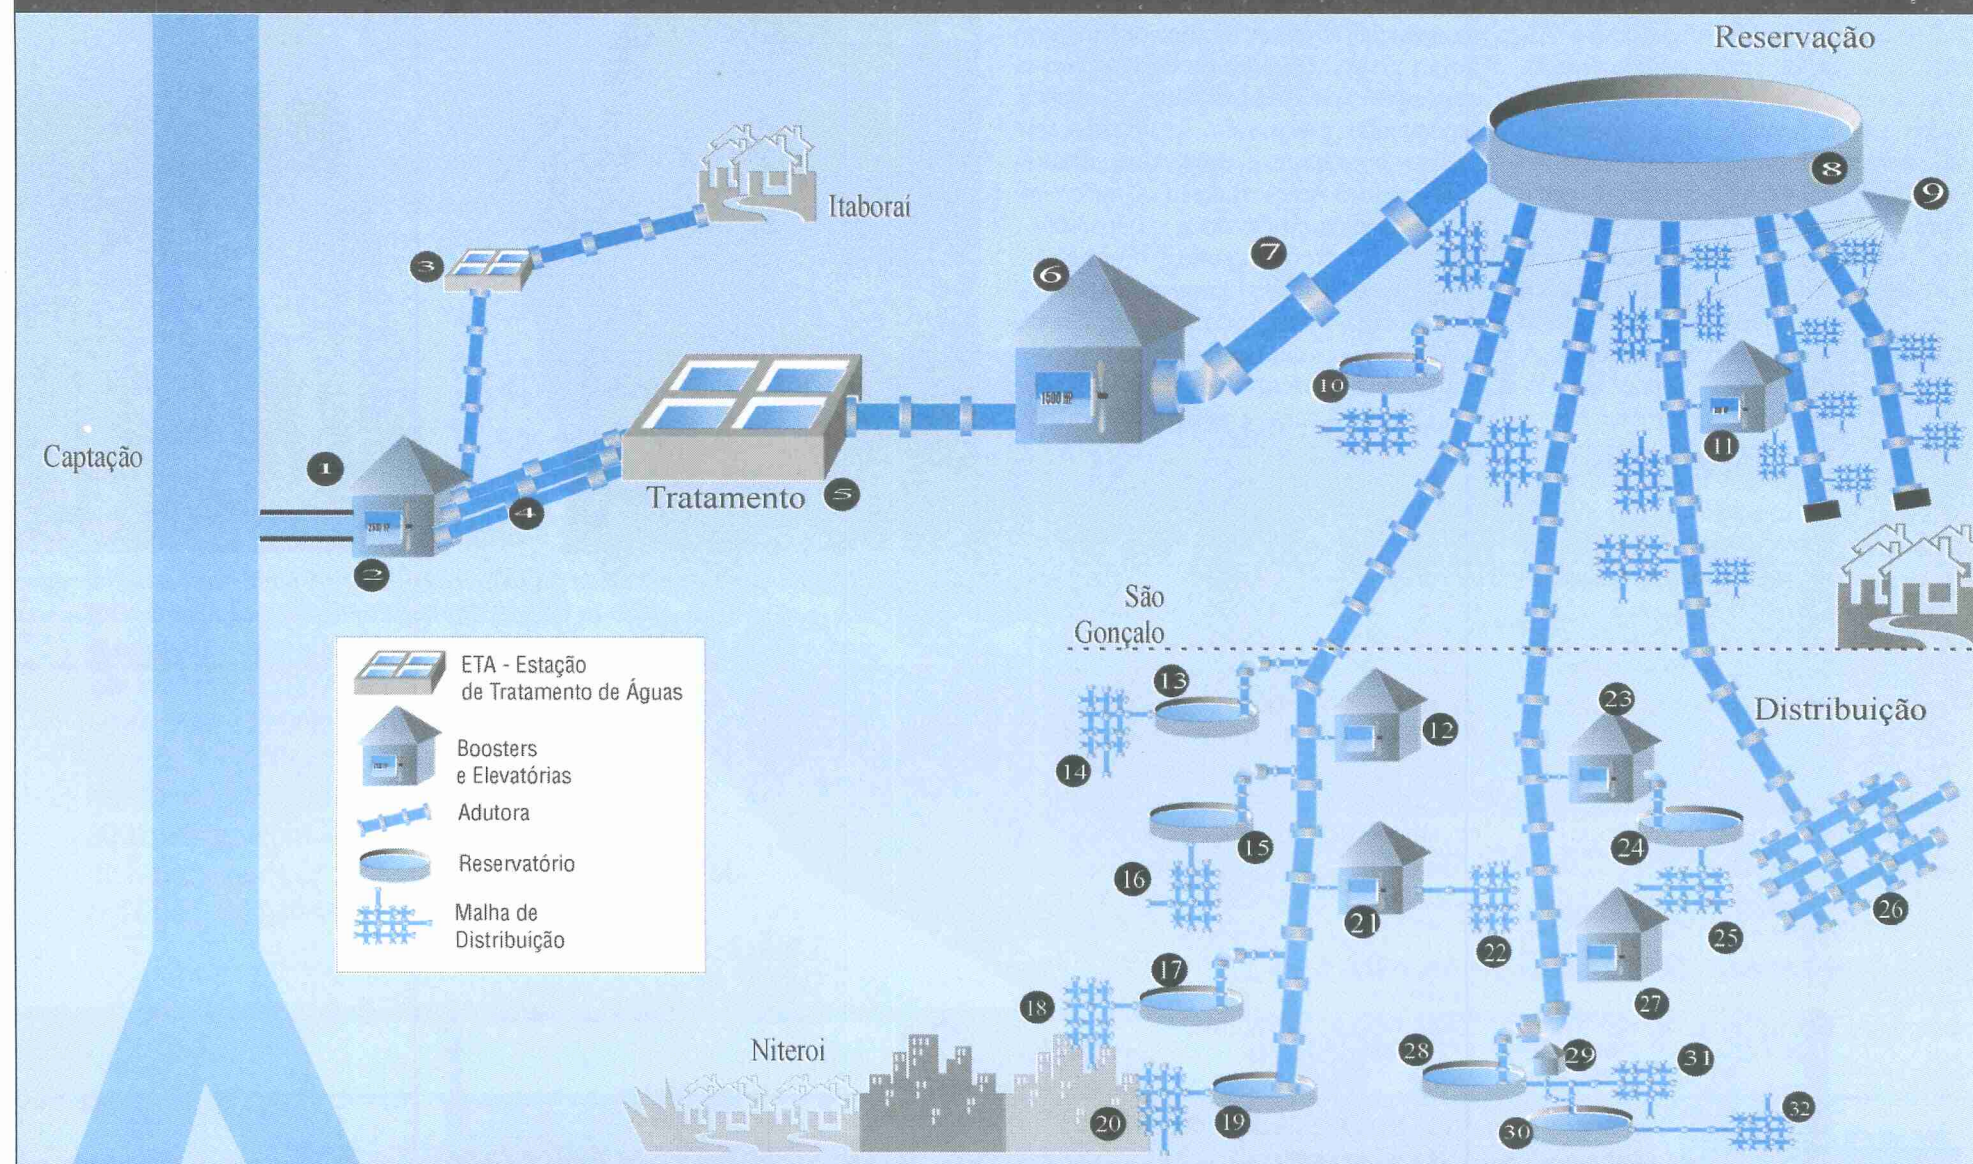 Reservação
8
9
Itaboraí
3
6
7
10
1500 HP
11
Captação
1
4
Tratamento 5
2
São
Gonçalo
ETA - Estação
de Tratamento de Águas
Boosters
e Elevatórias
Adutora
Reservatório
Malha de
Distribuição
13
12
23
Distribuição
14
15
24
16
21
22
25
26
17
18
27
Niteroi
28
29
31
20
19
30
32